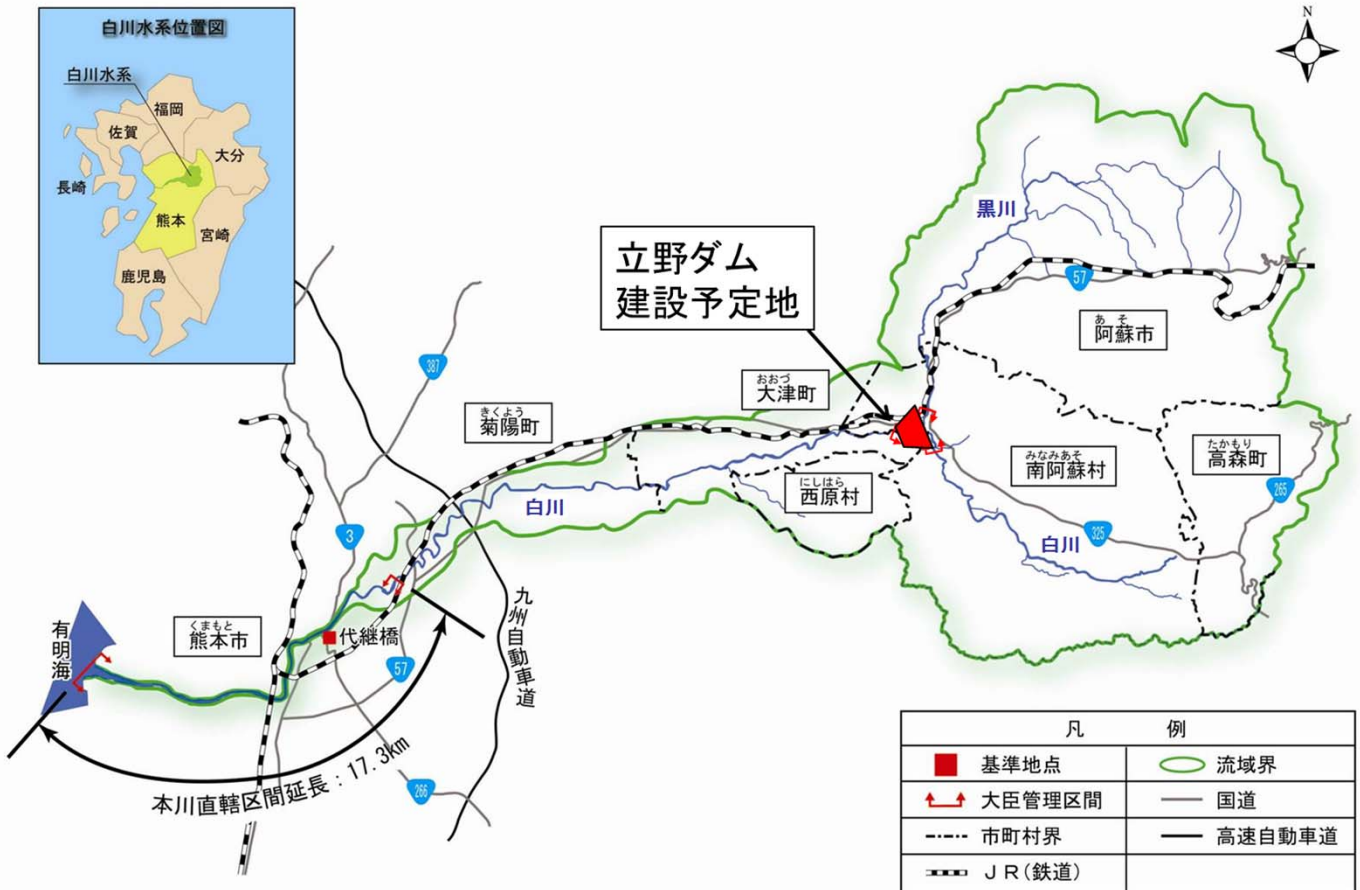 白川水系位置図
白川水系
福岡
佐賀
大分
長崎
熊本
宮崎
鹿児島
N
黒川
立野ダム
建設予定地
57
あそ
阿蘇市
387
おおづ
大津町
きくよう
菊陽町
みなみあそ
南阿蘇村
たかもり
高森町
にしはら
西原村
265
白川
3
白川
325
九州自動車道
有明海
くまもと
熊本市
代継橋
57
本川直轄区間延長:17.3km
266
凡 例
基準地点
流域界
大臣管理区間
国道
市町村界
高速自動車道
JR(鉄道)